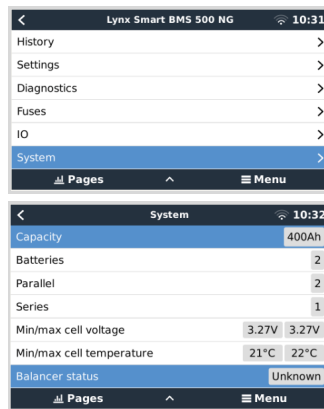 Lynx Smart BMS 500 NG 10:31
History
Settings
Diagnostics
Fuses
IO
System
Pages Menu
System 10:32
Capacity 400Ah
Batteries 2
Parallel 2
Series 1
Min/max cell voltage 3.27V 3.27V
Min/max cell temperature 21°C 22°C
Balancer status Unknown
Pages Menu